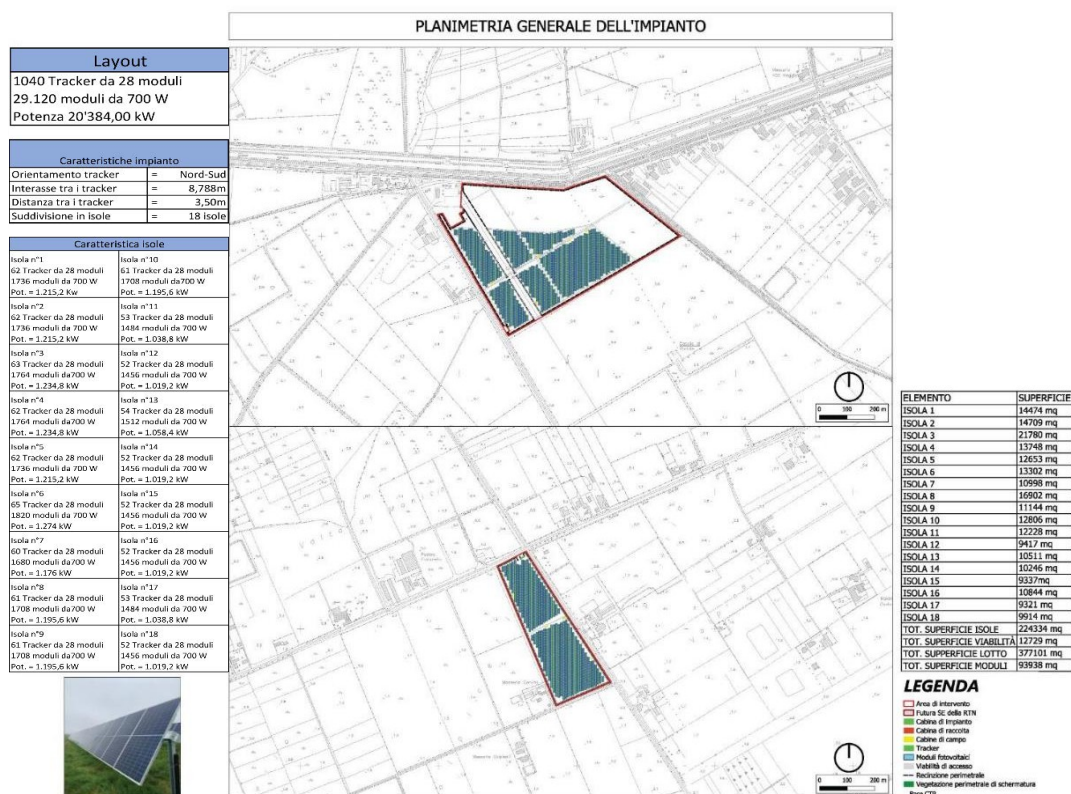 PLANIMETRIA GENERALE DELL'IMPIANTO
Layout
1040 Tracker da 28 moduli
29.120 moduli da 700 W
Potenza 20'384,00 kW
Caratteristiche impianto
Orientamento tracker = Nord-Sud
Interasse tra i tracker = 8,788m
Distanza tra i tracker = 3,50m
Suddivisione in isole = 18 isole
Caratteristica isole
Isola n°1
62 Tracker da 28 moduli
1736 moduli da 700 W
Pot. = 1.215,2 Kw
Isola n°10
61 Tracker da 28 moduli
1708 moduli da700 W
Pot. = 1.195,6 kW
Isola n°2
62 Tracker da 28 moduli
1736 moduli da 700 W
Pot. = 1.215,2 kW
Isola n°11
53 Tracker da 28 moduli
1484 moduli da 700 W
Pot. = 1.038,8 kW
Isola n°3
63 Tracker da 28 moduli
1764 moduli da700 W
Pot. = 1.234,8 kW
Isola n°12
52 Tracker da 28 moduli
1456 moduli da 700 W
Pot. = 1.019,2 kW
Isola n°4
62 Tracker da 28 moduli
1764 moduli da 700 W
Pot. = 1.234,8 kW
Isola n°13
54 Tracker da 28 moduli
1512 moduli da 700 W
Pot. = 1.058,4 kW
Isola n°5
62 Tracker da 28 moduli
1736 moduli da 700 W
Pot. = 1.215,2 kW
Isola n°14
52 Tracker da 28 moduli
1456 moduli da 700 W
Pot. = 1.019,2 kW
Isola n°6
65 Tracker da 28 moduli
1820 moduli da 700 W
Pot. = 1.274 kW
Isola n°15
52 Tracker da 28 moduli
1456 moduli da 700 W
Pot. = 1.019,2 kW
Isola n°7
60 Tracker da 28 moduli
1680 moduli da700 W
Pot. = 1.176 kW
Isola n°16
52 Tracker da 28 moduli
1456 moduli da 700 W
Pot. = 1.019,2 kW
Isola n°8
61 Tracker da 28 moduli
1708 moduli da700 W
Pot. = 1.195,6 kW
Isola n°17
53 Tracker da 28 moduli
1484 moduli da 700 W
Pot. = 1.038,8 kW
Isola n°9
61 Tracker da 28 moduli
1708 moduli da 700 W
Pot. = 1.195,6 kW
Isola n°18
52 Tracker da 28 moduli
1456 moduli da 700 W
Pot. = 1.019,2 kW
0 100 200 m
0 100 200 m
ELEMENTO SUPERFICIE
ISOLA 1 14474 mq
ISOLA 2 14709 mq
ISOLA 3 21780 mq
ISOLA 4 13748 mq
ISOLA 5 12653 mq
ISOLA 6 13302 mq
ISOLA 7 10998 mq
ISOLA 8 16902 mq
ISOLA 9 11144 mq
ISOLA 10 12806 mq
ISOLA 11 12228 mq
ISOLA 12 9417 mq
ISOLA 13 10511 mq
ISOLA 14 10246 mq
ISOLA 15 9337mq
ISOLA 16 10844 mq
ISOLA 17 9321 mq
ISOLA 18 9914 mq
TOT. SUPERFICIE ISOLE 224334 mq
TOT. SUPERFICIE VIABILITÀ 12729 mq
TOT. SUPPERFICIE LOTTO 377101 mq
TOT. SUPERFICIE MODULI 93938 mq
LEGENDA
Area di intervento
Futura SE della RTN
Cabina di Impianto
Cabina di raccolta
Cabine di campo
Tracker
Moduli fotovoltaici
Viabilità di accesso
Recinzione perimetrale
Vegetazione perimetrale di schermatura
Base CTR